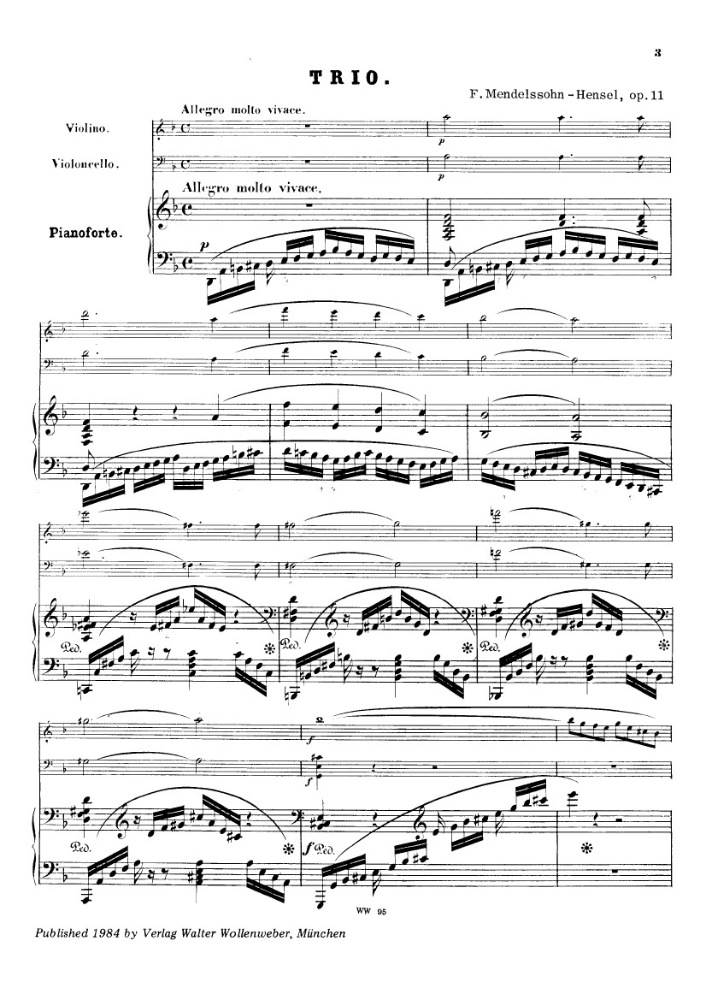 3
TRIO.
F. Mendelssohn - Hensel, op. 11
Allegro molto vivace.
Violino.
p
Violoncello.
p
Allegro molto vivace.
Pianoforte.
p
Ped.
Ped.
Ped.
f
f
Ped.
f Ped.
WW 95
Published 1984 by Verlag Walter Wollenweber, München